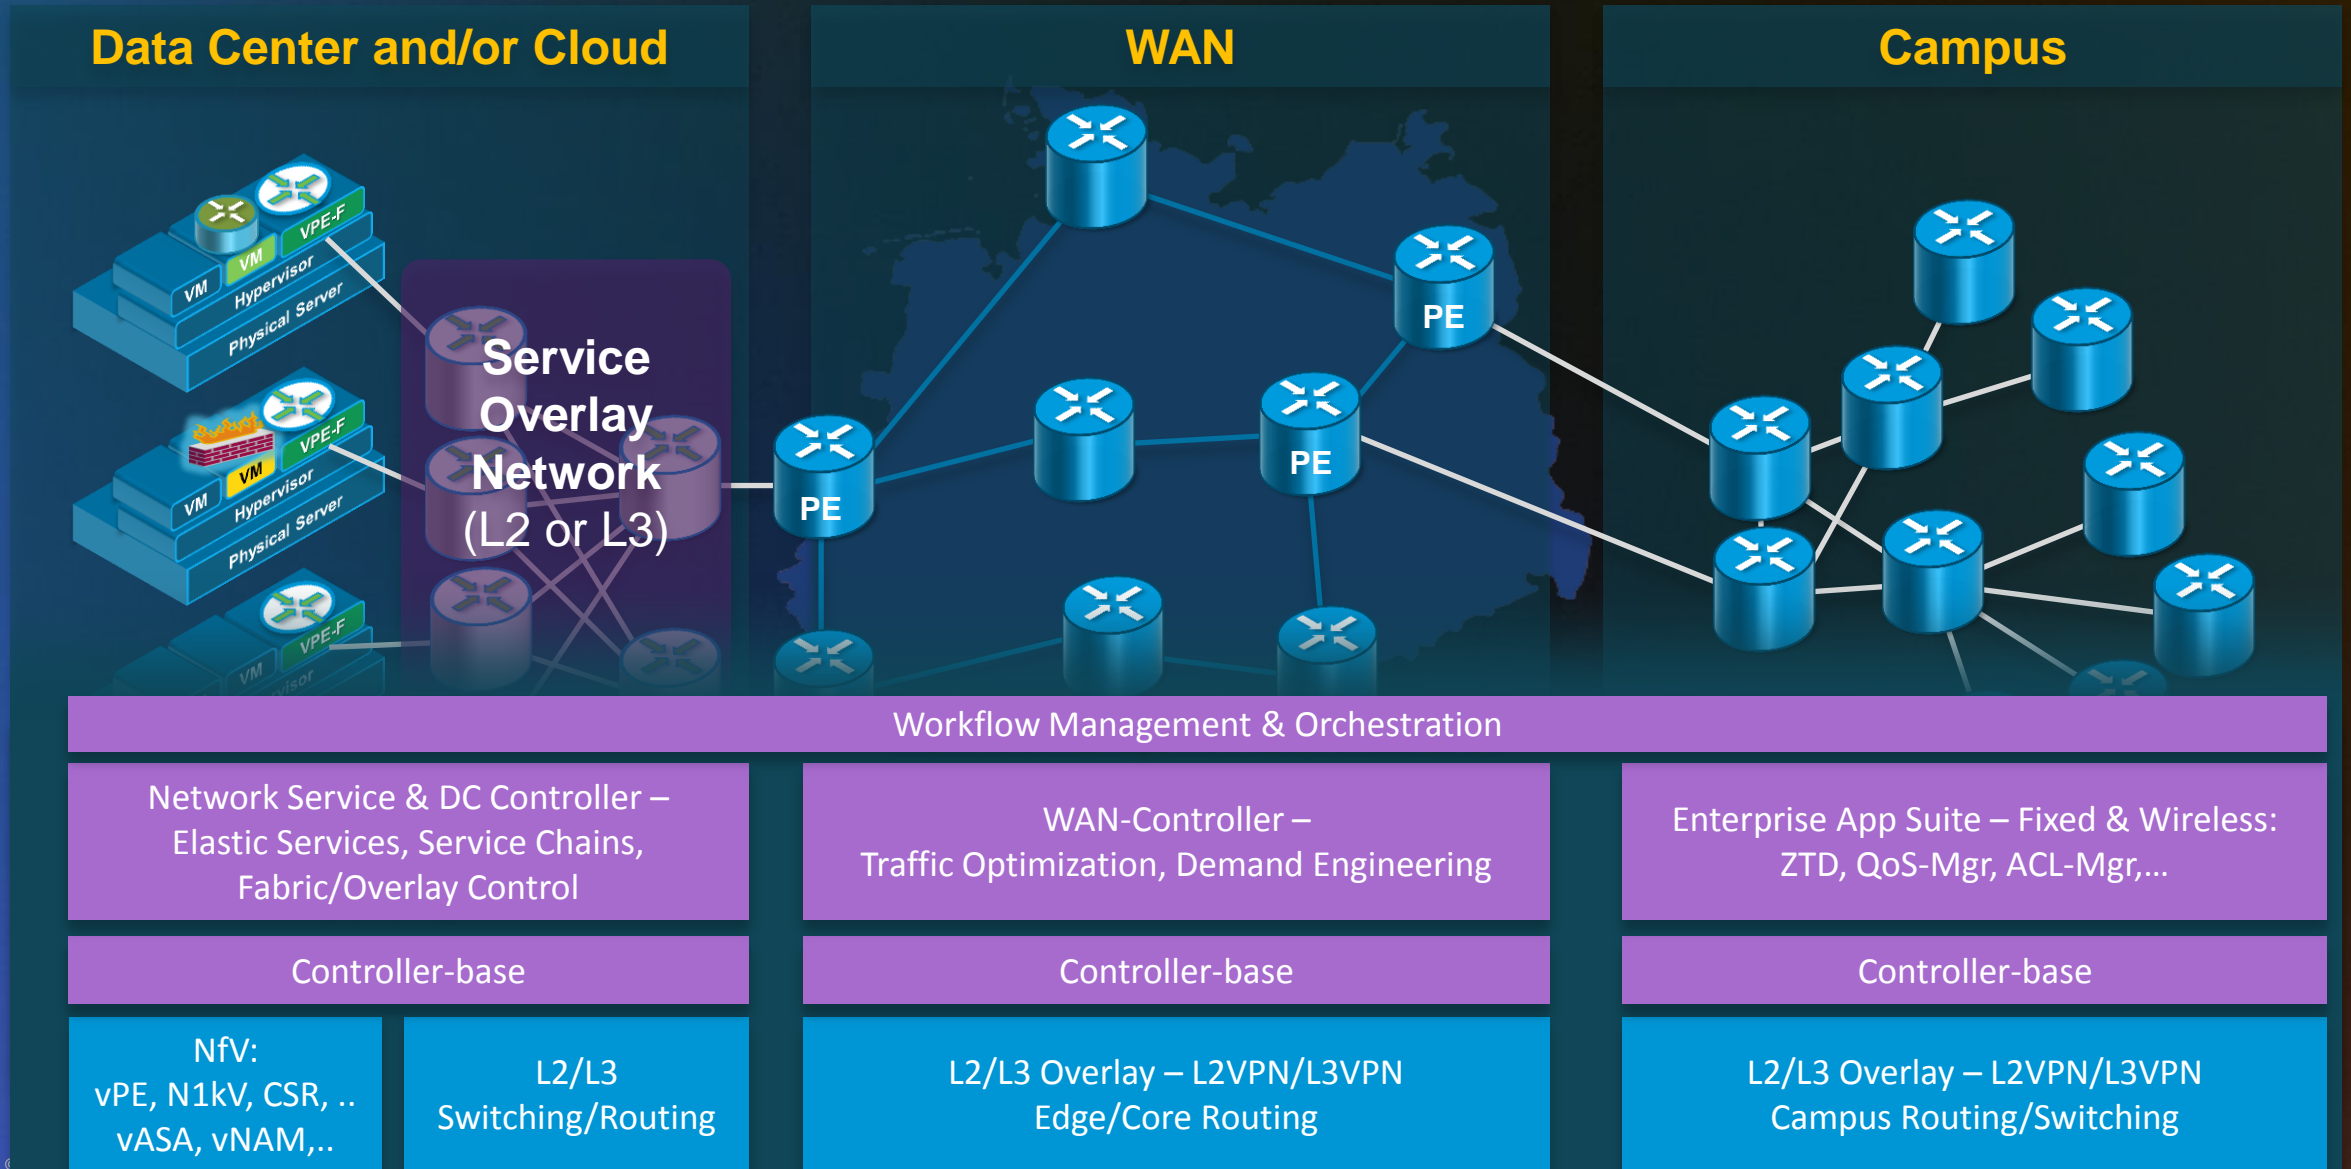 Data Center and/or Cloud
WAN
Campus
VPE-F
VM
VM
Hypervisor
Physical Server
VPE-F
VM
VM
Hypervisor
Physical Server
VPE-F
VM
Service
Overlay
Network
(L2 or L3)
PE
PE
PE
Workflow Management & Orchestration
Network Service & DC Controller –
Elastic Services, Service Chains,
Fabric/Overlay Control
WAN-Controller –
Traffic Optimization, Demand Engineering
Enterprise App Suite – Fixed & Wireless:
ZTD, QoS-Mgr, ACL-Mgr,...
Controller-base
Controller-base
Controller-base
NfV:
vPE, N1kV, CSR, ..
vASA, vNAM,..
L2/L3
Switching/Routing
L2/L3 Overlay – L2VPN/L3VPN
Edge/Core Routing
L2/L3 Overlay – L2VPN/L3VPN
Campus Routing/Switching